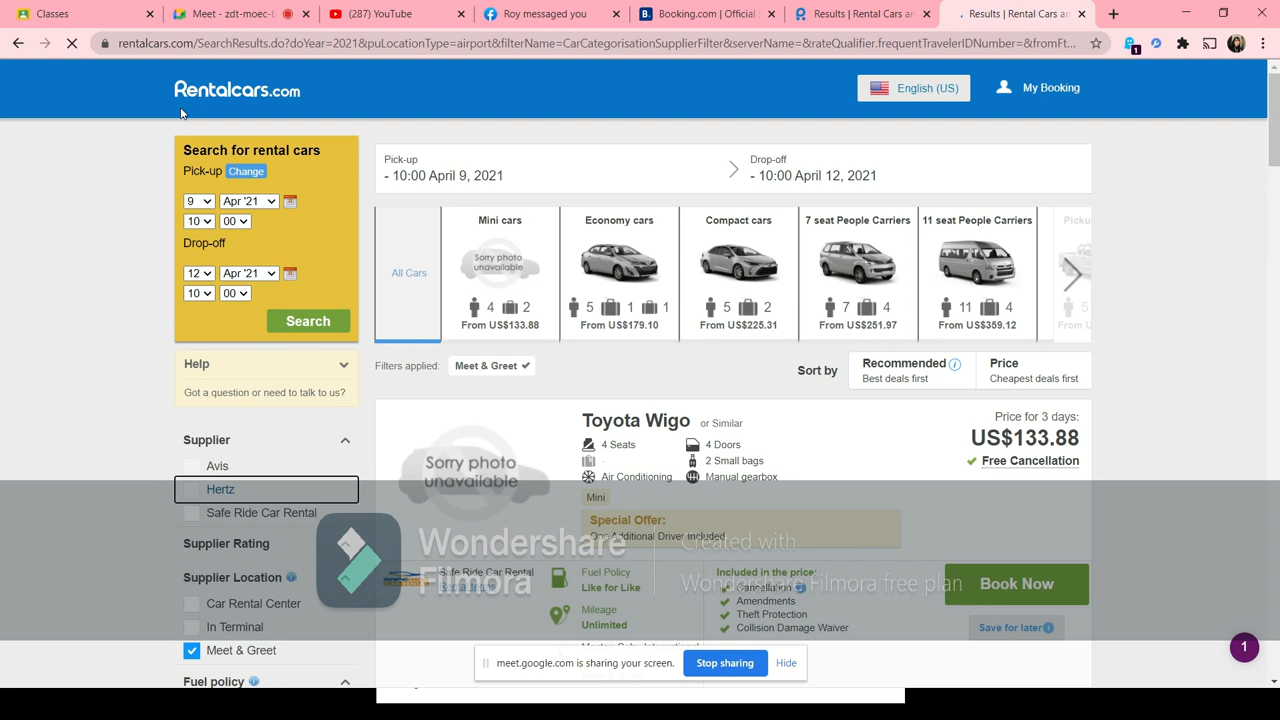 Classes
Meet - zdt-moec-b
(287) YouTube
Roy messaged you
Booking.com | Official
Results | Rental Cars an
Results | Rental Cars an
rentalcars.com/SearchResults.do?doYear=2021&puLocationType=airport&filterName=CarCategorisationSupplierFilter&serverName=&rateQualifier.frequentTravelerIDNumber=&fromFt...
1
Rentalcars.com
English (US)
My Booking
Search for rental cars
Pick-up Change
9 Apr '21
10 00
Drop-off
12 Apr '21
10 00
Search
Pick-up
- 10:00 April 9, 2021
Drop-off
- 10:00 April 12, 2021
All Cars
Mini cars
Sorry photo
unavailable
4 2
From US$133.88
Economy cars
5 1 1
From US$179.10
Compact cars
5 2
From US$225.31
7 seat People Carriers
7 4
From US$251.97
11 seat People Carriers
11 4
From US$359.12
Picku
5
From U
Help
Got a question or need to talk to us?
Filters applied: Meet & Greet
Sort by
Recommended
Best deals first
Price
Cheapest deals first
Supplier
Avis
Hertz
Safe Ride Car Rental
Supplier Rating
Supplier Location
Car Rental Center
In Terminal
Meet & Greet
Fuel policy
Sorry photo
unavailable
Toyota Wigo or Similar
4 Seats
4 Doors
-
2 Small bags
Air Conditioning
Manual gearbox
Mini
Special Offer:
One Additional Driver included
Price for 3 days:
US$133.88
Free Cancellation
Wondershare
Filmora
Created with
Wondershare Filmora free plan
Safe Ride Car Rental
Fuel Policy
Like for Like
Mileage
Unlimited
Included in the price:
Cancellation
Amendments
Theft Protection
Collision Damage Waiver
Book Now
Save for later
meet.google.com is sharing your screen.
Stop sharing
Hide
1